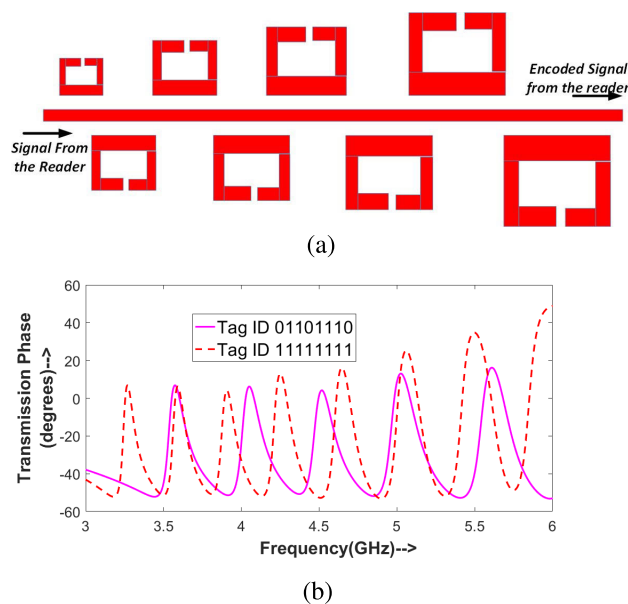 Encoded Signal
from the reader
Signal From
the Reader
(a)
60
40
20
0
-20
-40
-60
Transmission Phase
(degrees)-->
Tag ID 01101110
Tag ID 11111111
3
3.5
4
4.5
5
5.5
6
Frequency(GHz)-->
(b)